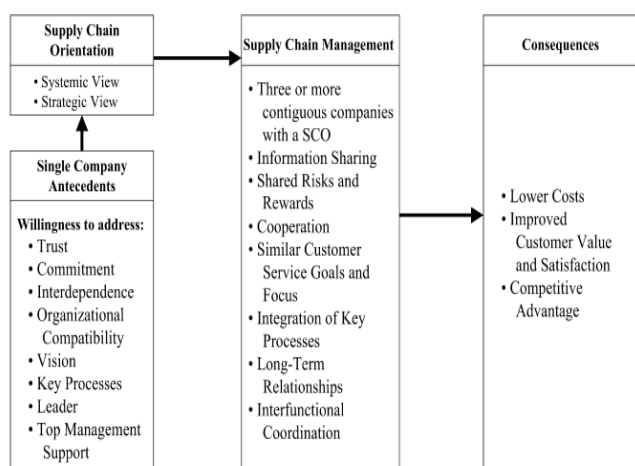 Supply Chain
Orientation
• Systemic View
• Strategic View
Single Company
Antecedents
Willingness to address:
• Trust
• Commitment
• Interdependence
• Organizational
Compatibility
• Vision
• Key Processes
• Leader
• Top Management
Support
Supply Chain Management
• Three or more
contiguous companies
with a SCO
• Information Sharing
• Shared Risks and
Rewards
• Cooperation
• Similar Customer
Service Goals and
Focus
• Integration of Key
Processes
• Long-Term
Relationships
• Interfunctional
Coordination
Consequences
• Lower Costs
• Improved
Customer Value
and Satisfaction
• Competitive
Advantage